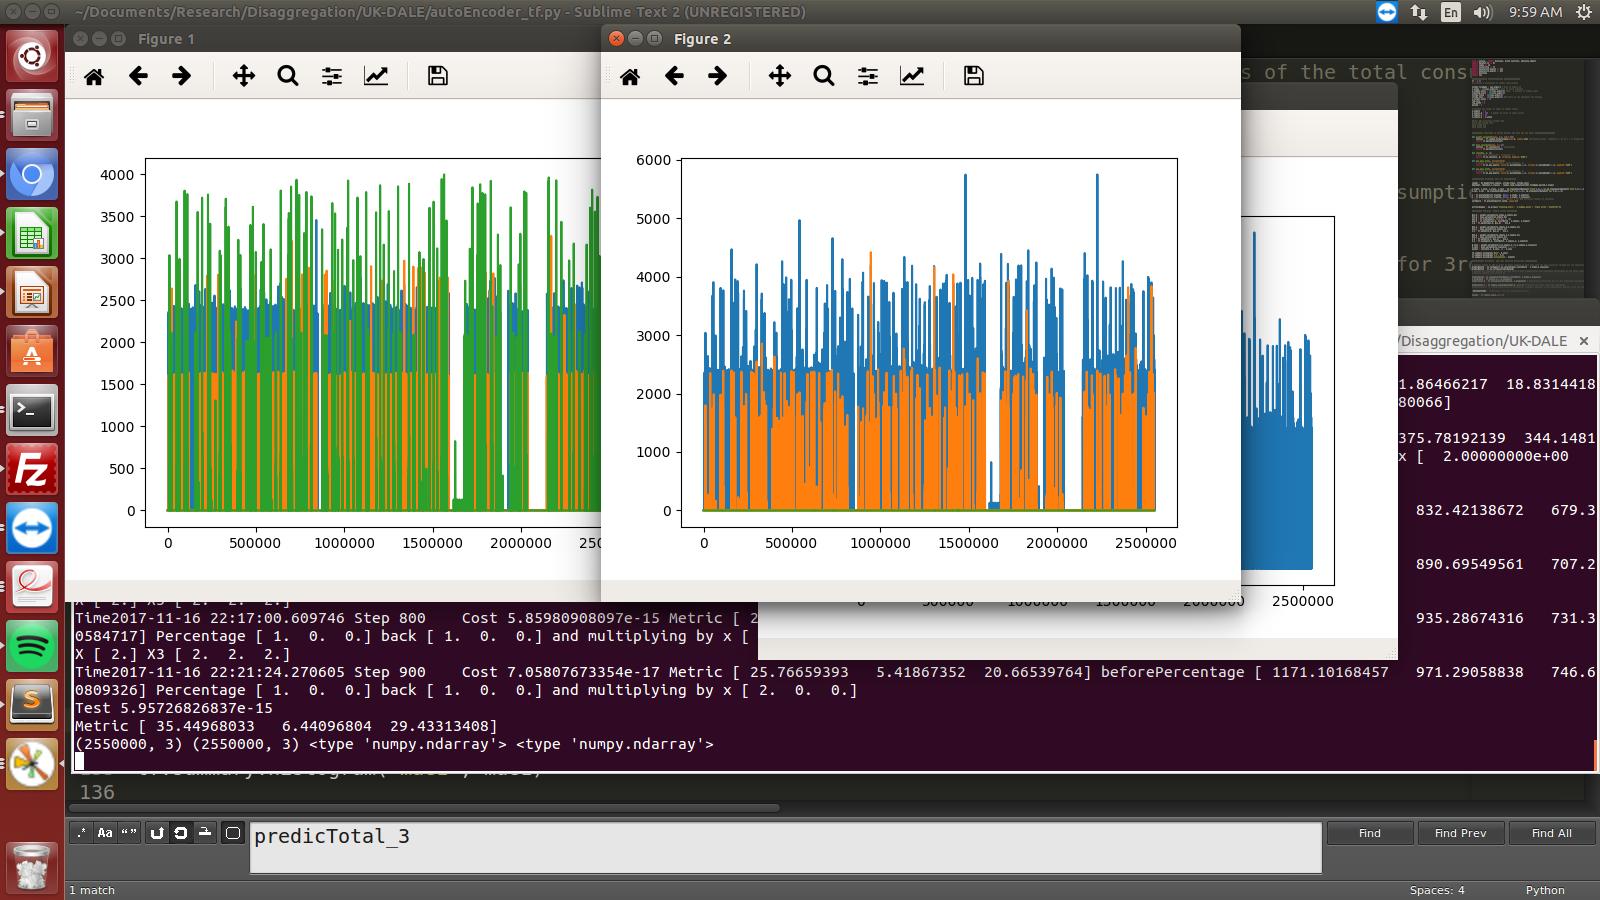 ~/Documents/Research/Disaggregation/UK-DALE/autoEncoder_tf.py - Sublime Text 2 (UNREGISTERED)
En
9:59 AM
Figure 1
4000
3500
3000
2500
2000
1500
1000
500
0
0
500000
1000000
1500000
2000000
Figure 2
6000
5000
4000
3000
2000
1000
0
0
500000
1000000
1500000
2000000
2500000
s of the total cons
sumpti
for 3r
2500000
/Disaggregation/UK-DALE
1.86466217 18.8314418
80066]
375.78192139 344.1481
x [ 2.00000000e+00
832.42138672 679.3
890.69549561 707.2
935.28674316 731.3
X [ 2.] X3 [ 2. 2. 2.]
Time2017-11-16 22:17:00.609746 Step 800 Cost 5.85980908097e-15 Metric [ 2
0584717] Percentage [ 1. 0. 0.] back [ 1. 0. 0.] and multiplying by x [
X [ 2.] X3 [ 2. 2. 2.]
Time2017-11-16 22:21:24.270605 Step 900 Cost 7.05807673354e-17 Metric [ 25.76659393 5.41867352 20.66539764] beforePercentage [ 1171.10168457 971.29058838 746.6
0809326] Percentage [ 1. 0. 0.] back [ 1. 0. 0.] and multiplying by x [ 2. 0. 0.]
Test 5.95726826837e-15
Metric [ 35.44968033 6.44096804 29.43313408]
(2550000, 3) (2550000, 3) <type 'numpy.ndarray'> <type 'numpy.ndarray'>
136
.* Aa “ ”
predicTotal_3
Find
Find Prev
Find All
1 match
Spaces: 4
Python